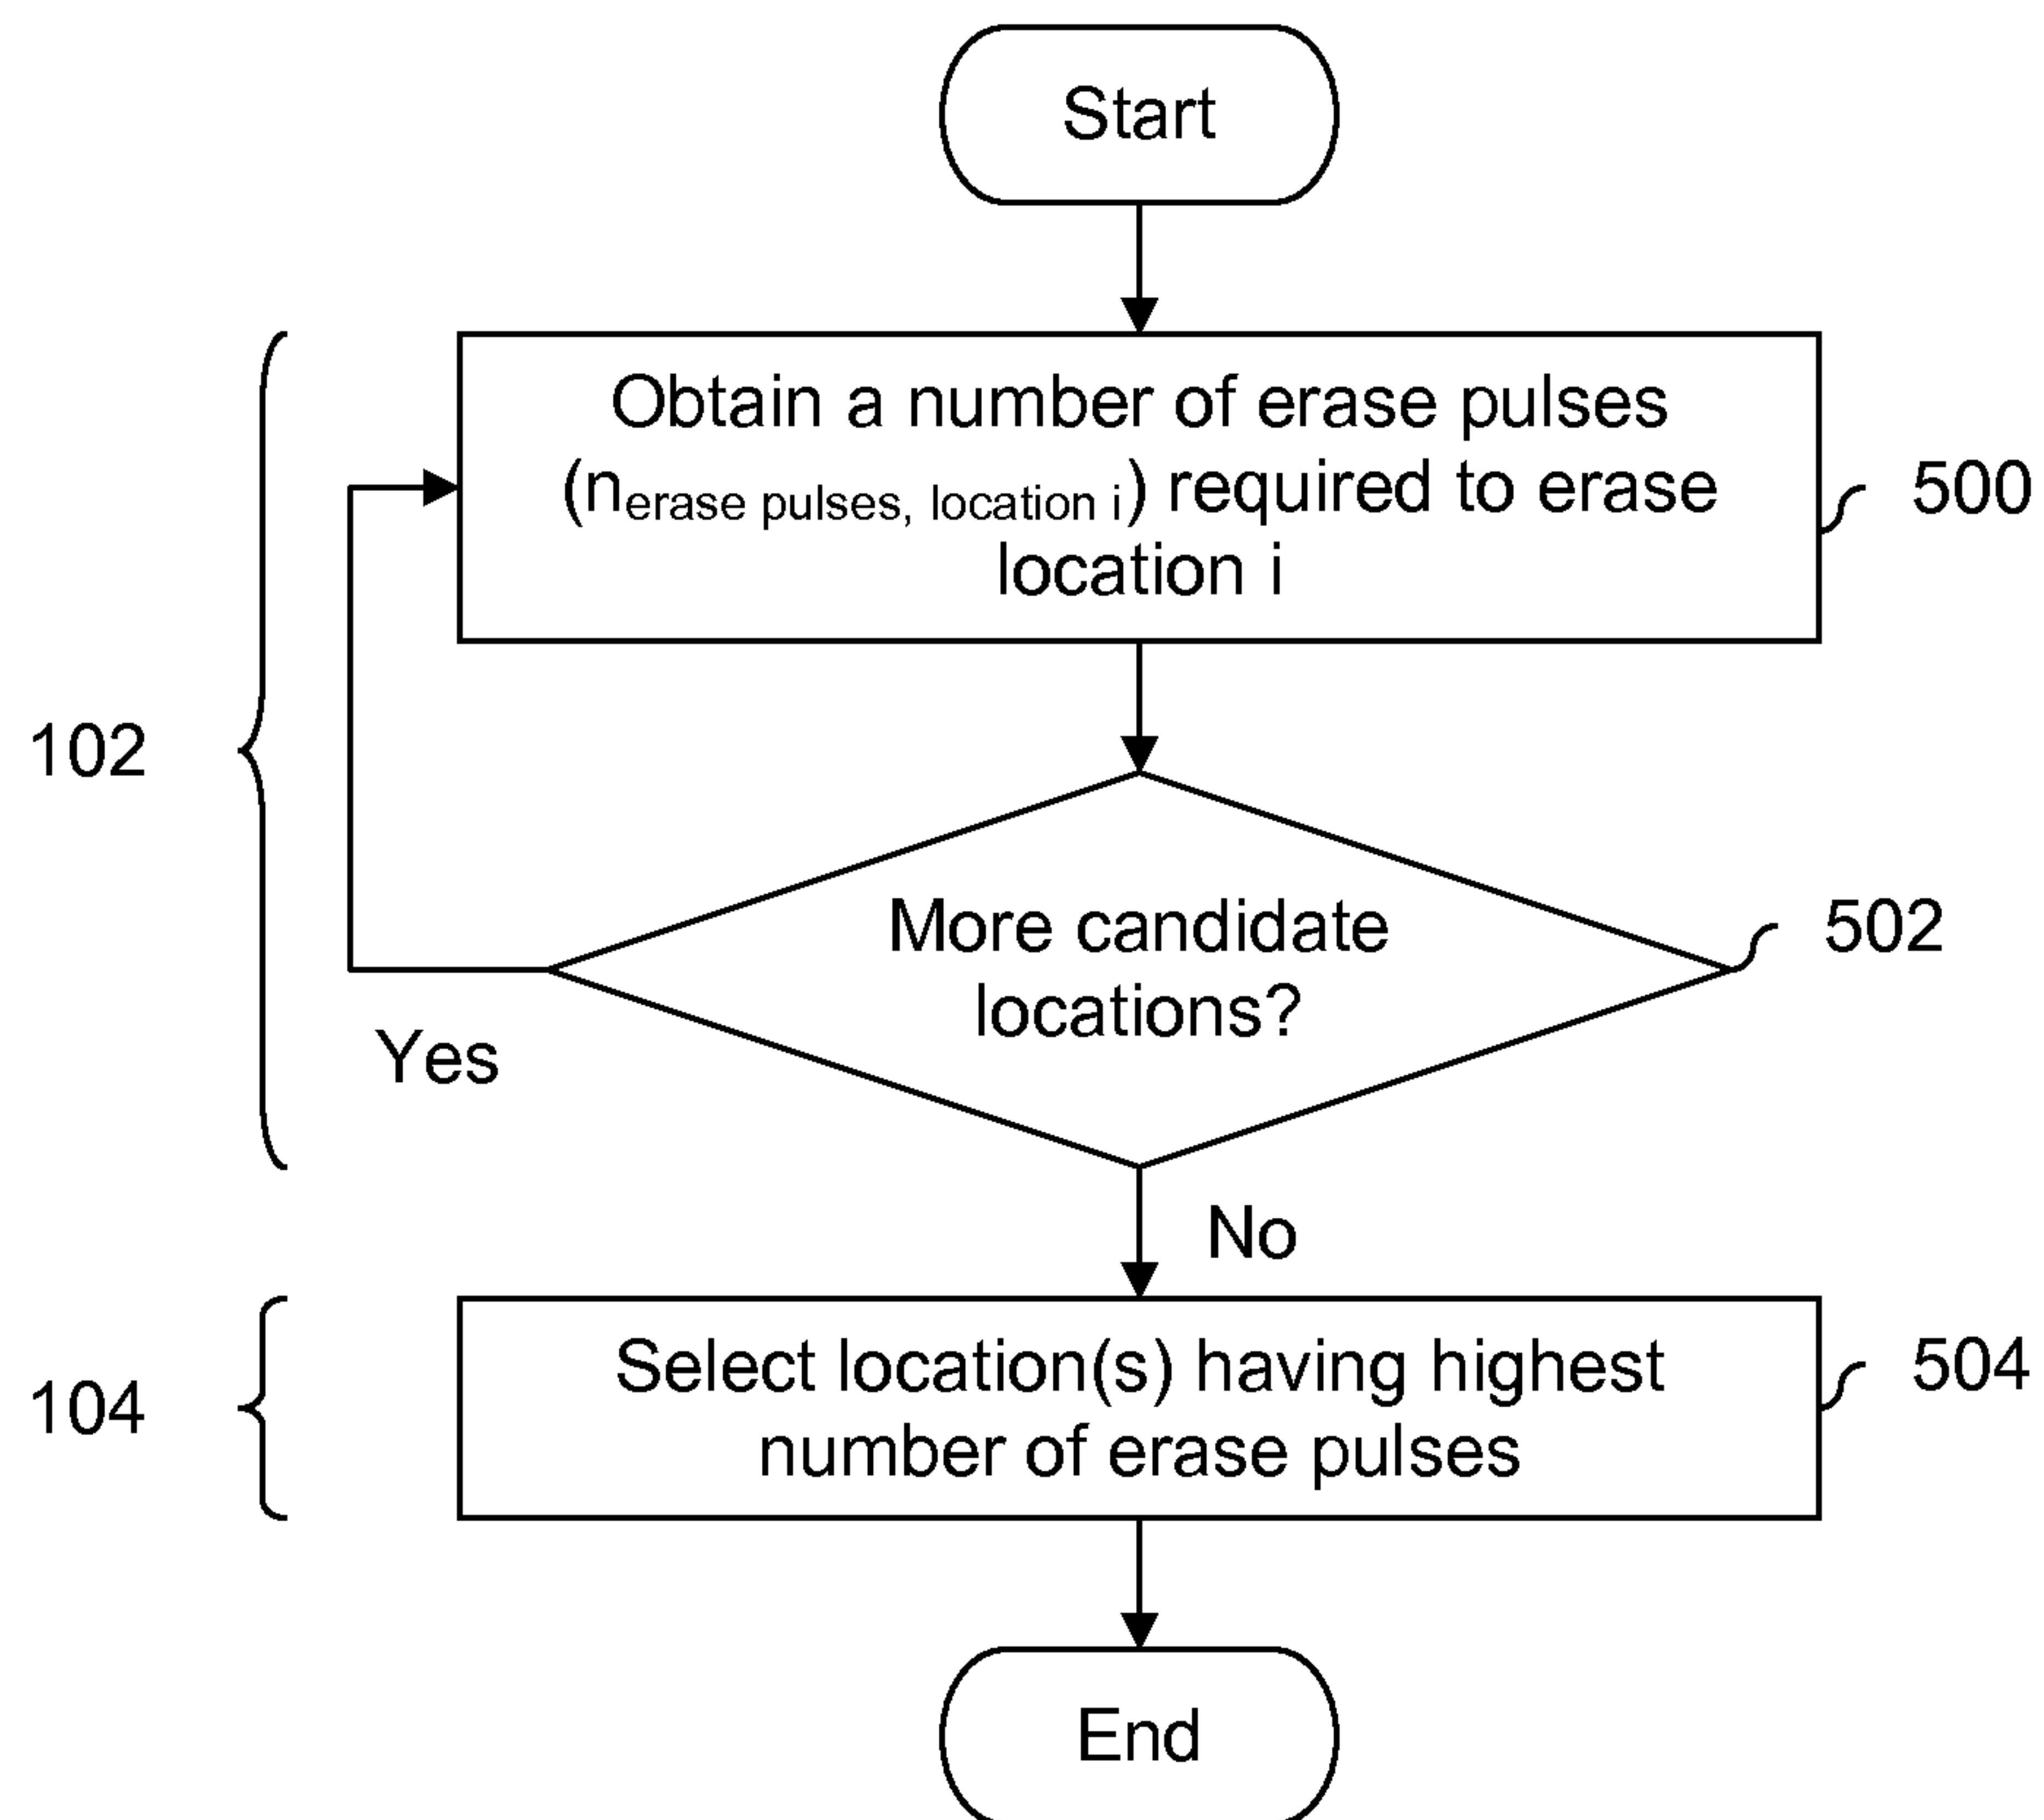 Start
Obtain a number of erase pulses
(nerase pulses, location i) required to erase
location i
500
102
More candidate
locations?
502
Yes
No
Select location(s) having highest
number of erase pulses
504
104
End